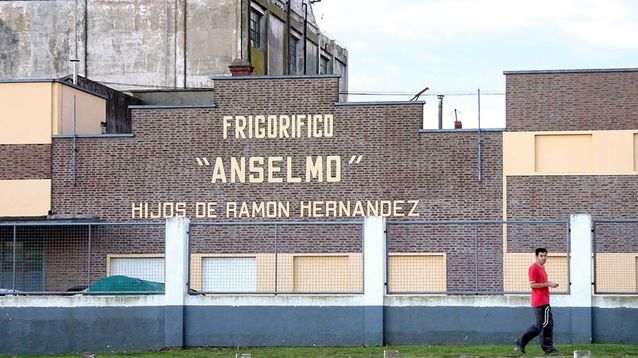 FRIGORIFICO
"ANSELMO"
HIJOS DE RAMON HERNANDEZ